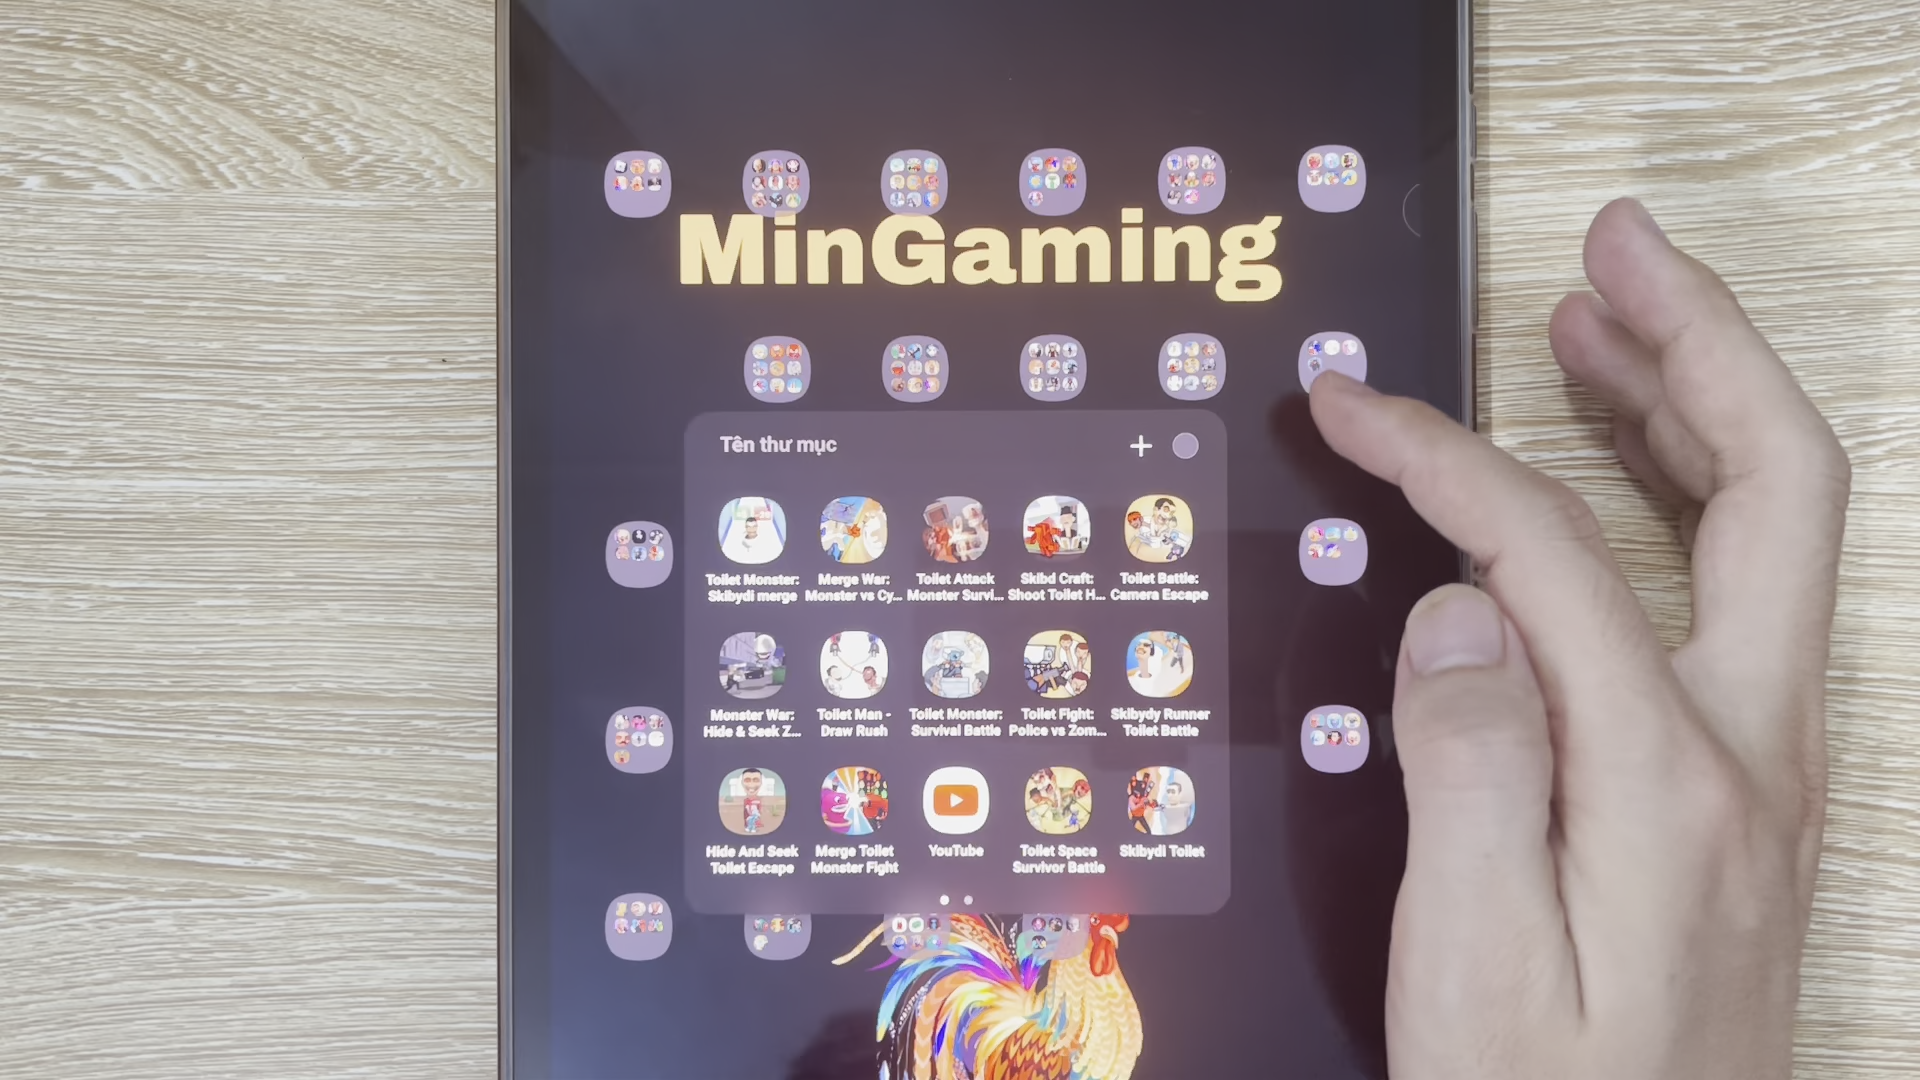 MinGaming
Tên thư mục
Toilet Monster:
Skibydi merge
Merge War:
Monster vs Cy...
Toilet Attack
Monster Survi...
Skibd Craft:
Shoot Toilet H...
Toilet Battle:
Camera Escape
Monster War:
Hide & Seek Z...
Toilet Man -
Draw Rush
Toilet Monster:
Survival Battle
Toilet Fight:
Police vs Zom...
Skibydy Runner
Toilet Battle
Hide And Seek
Toilet Escape
Merge Toilet
Monster Fight
YouTube
Toilet Space
Survivor Battle
Skibydi Toilet